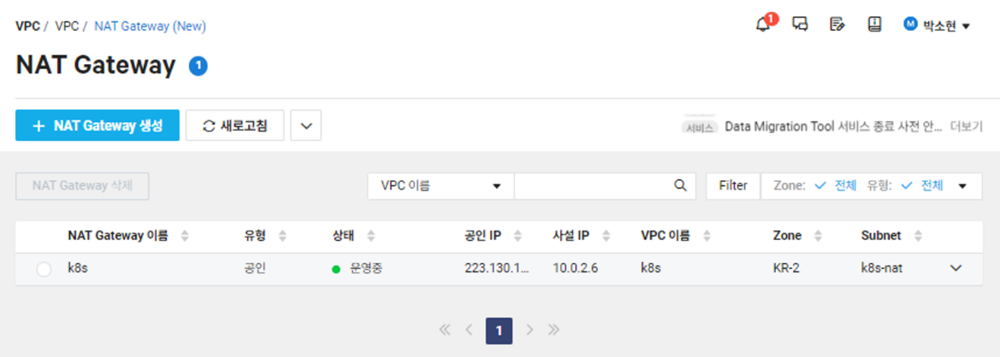 VPC / VPC / NAT Gateway (New)
1
M 박소현
NAT Gateway 1
+ NAT Gateway 생성 새로고침
서비스 Data Migration Tool 서비스 종료 사전 안... 더보기
NAT Gateway 삭제 VPC 이름 Filter Zone: 전체 유형: 전체
NAT Gateway 이름 유형 상태 공인 IP 사설 IP VPC 이름 Zone Subnet
k8s 공인 운영중 223.130.1... 10.0.2.6 k8s KR-2 k8s-nat
1